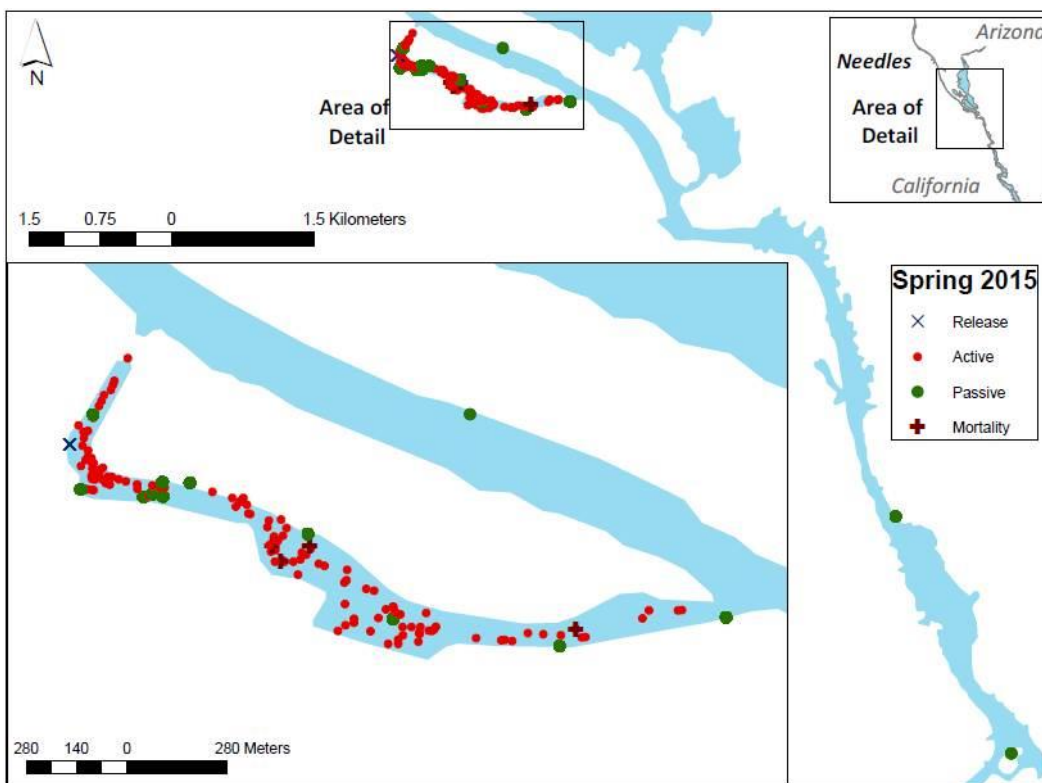 N
Area of
Detail
1.5 0.75 0 1.5 Kilometers
Arizona
Needles
Area of
Detail
California
Spring 2015
Release
Active
Passive
Mortality
280 140 0 280 Meters